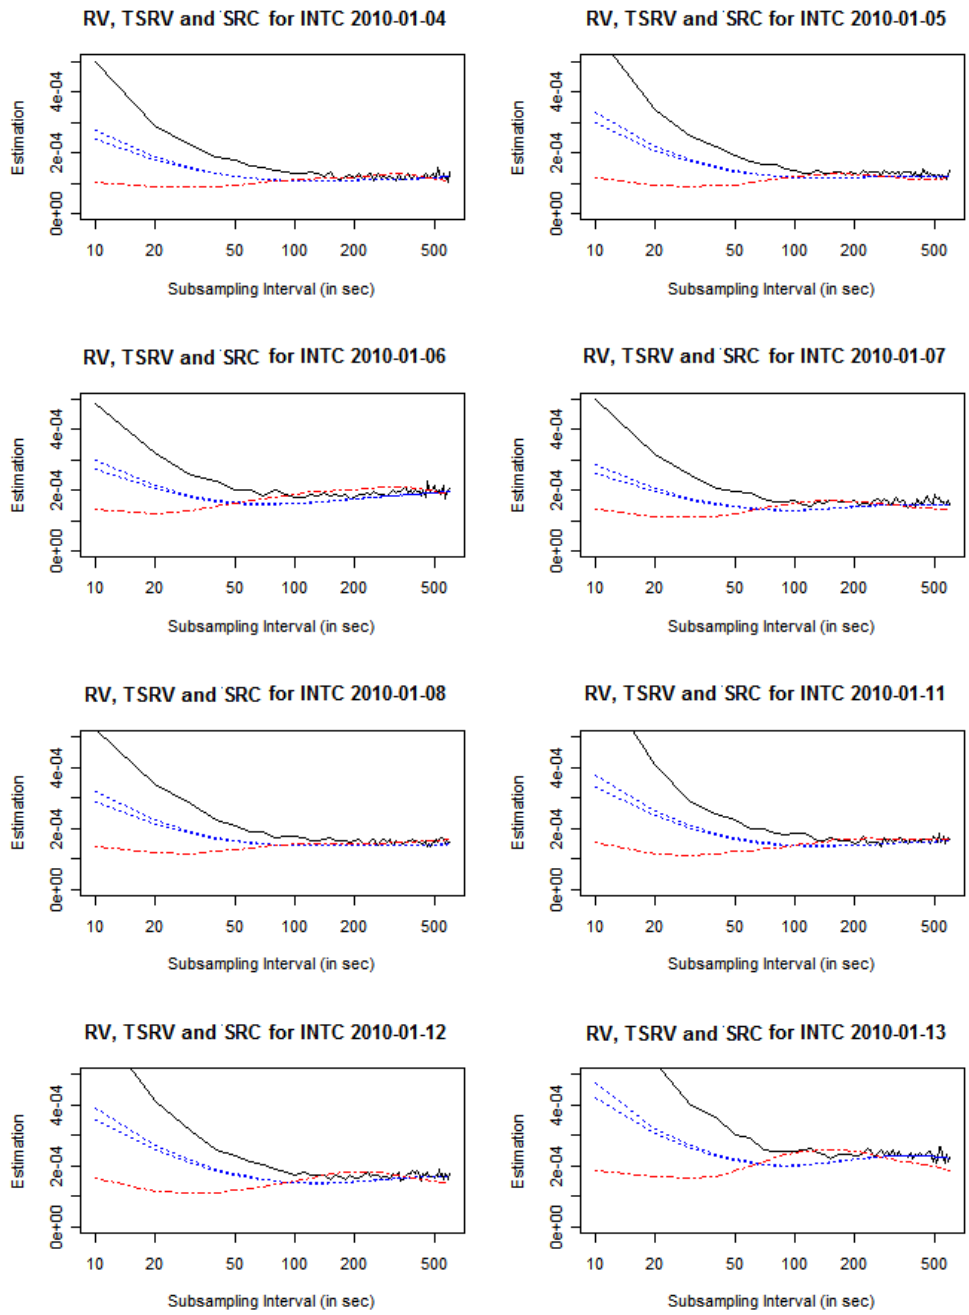 RV, TSRV and SRC for INTC 2010-01-04
RV, TSRV and SRC for INTC 2010-01-05
Estimation
0e+00 2e-04 4e-04
10 20 50 100 200 500
Subsampling Interval (in sec)
Estimation
0e+00 2e-04 4e-04
10 20 50 100 200 500
Subsampling Interval (in sec)
RV, TSRV and SRC for INTC 2010-01-06
RV, TSRV and SRC for INTC 2010-01-07
Estimation
0e+00 2e-04 4e-04
10 20 50 100 200 500
Subsampling Interval (in sec)
Estimation
0e+00 2e-04 4e-04
10 20 50 100 200 500
Subsampling Interval (in sec)
RV, TSRV and SRC for INTC 2010-01-08
RV, TSRV and SRC for INTC 2010-01-11
Estimation
0e+00 2e-04 4e-04
10 20 50 100 200 500
Subsampling Interval (in sec)
Estimation
0e+00 2e-04 4e-04
10 20 50 100 200 500
Subsampling Interval (in sec)
RV, TSRV and SRC for INTC 2010-01-12
RV, TSRV and SRC for INTC 2010-01-13
Estimation
0e+00 2e-04 4e-04
10 20 50 100 200 500
Subsampling Interval (in sec)
Estimation
0e+00 2e-04 4e-04
10 20 50 100 200 500
Subsampling Interval (in sec)